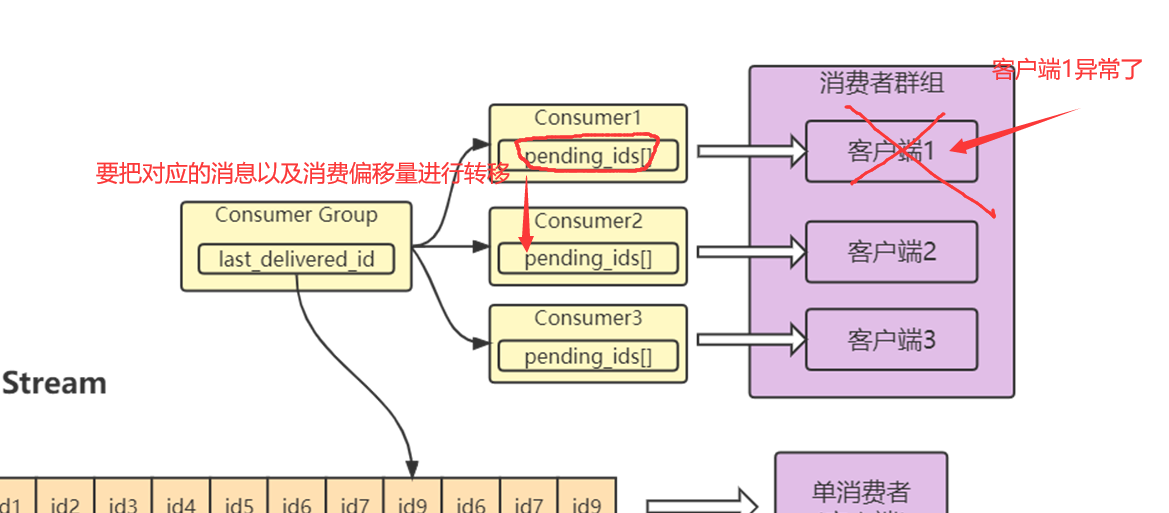 客户端1异常了
消费者群组
Consumer1
pending_ids[]
客户端1
要把对应的消息以及消费偏移量进行转移
Consumer Group
last_delivered_id
Consumer2
pending_ids[]
客户端2
Consumer3
pending_ids[]
客户端3
Stream
d1 id2 id3 id4 id5 id6 id7 id9 id6 id7 id9
单消费者